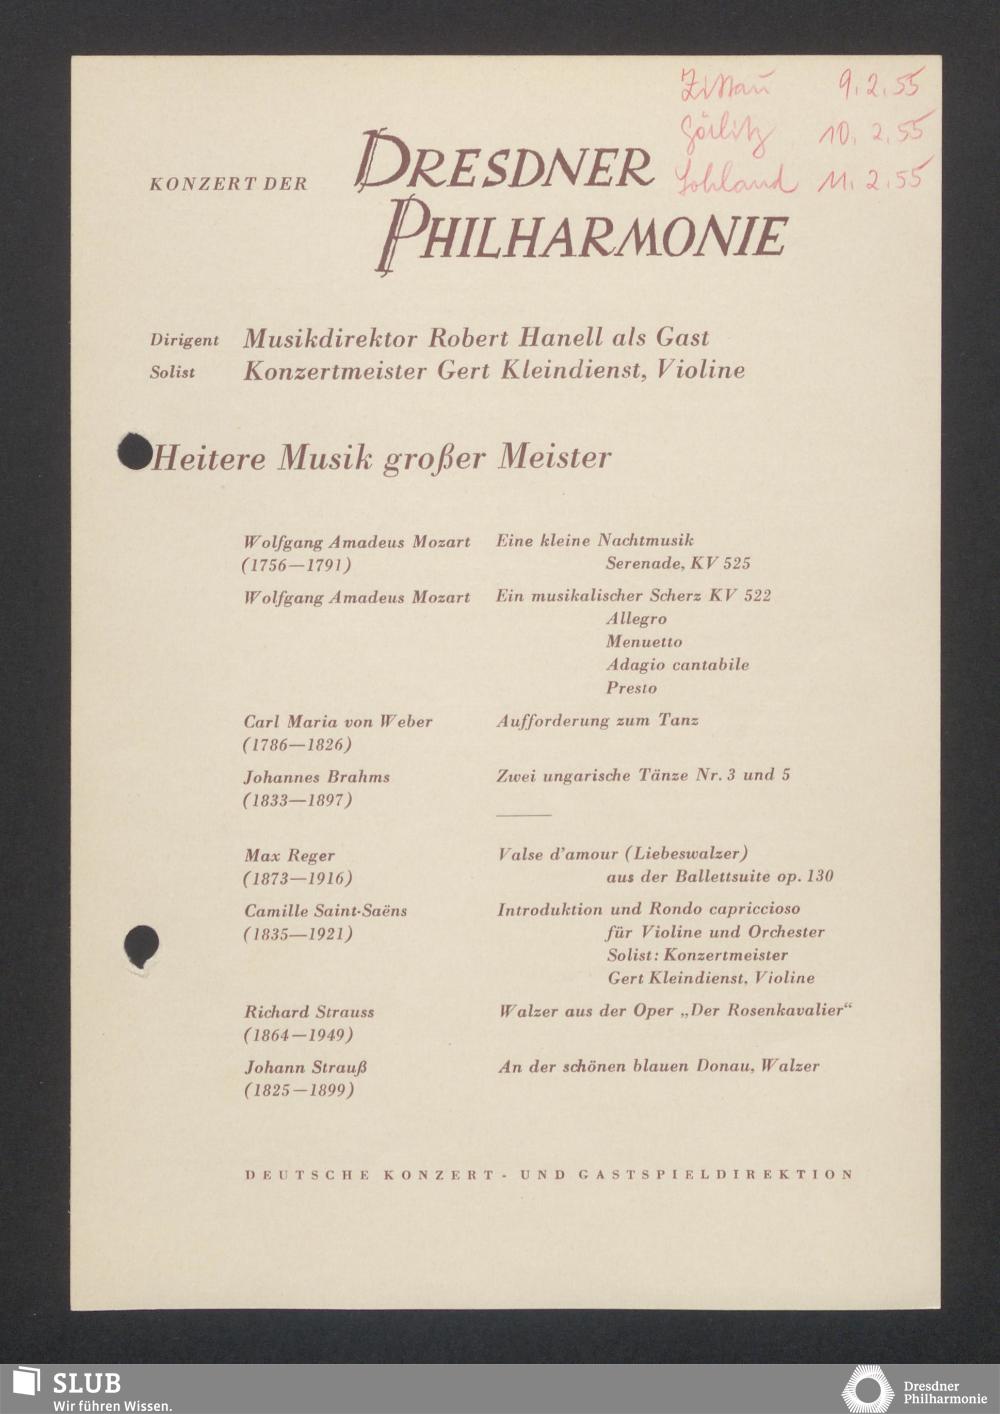 Zittau 9.2.55
Görlitz 10.2.55
Sohland 11.2.55
KONZERT DER DRESDNER
PHILHARMONIE
Dirigent Musikdirektor Robert Hanell als Gast
Solist Konzertmeister Gert Kleindienst, Violine
Heitere Musik großer Meister
Wolfgang Amadeus Mozart Eine kleine Nachtmusik
(1756—1791) Serenade, KV 525
Wolfgang Amadeus Mozart Ein musikalischer Scherz KV 522
Allegro
Menuetto
Adagio cantabile
Presto
Carl Maria von Weber Aufforderung zum Tanz
(1786—1826)
Johannes Brahms Zwei ungarische Tänze Nr. 3 und 5
(1833—1897)
Max Reger Valse d'amour (Liebeswalzer)
(1873—1916) aus der Ballettsuite op. 130
Camille Saint-Saëns Introduktion und Rondo capriccioso
(1835—1921) für Violine und Orchester
Solist: Konzertmeister
Gert Kleindienst, Violine
Richard Strauss Walzer aus der Oper „Der Rosenkavalier“
(1864—1949)
Johann Strauß An der schönen blauen Donau, Walzer
(1825—1899)
DEUTSCHE KONZERT- UND GASTSPIELDIREKTION
SLUB
Wir führen Wissen.
Dresdner
Philharmonie